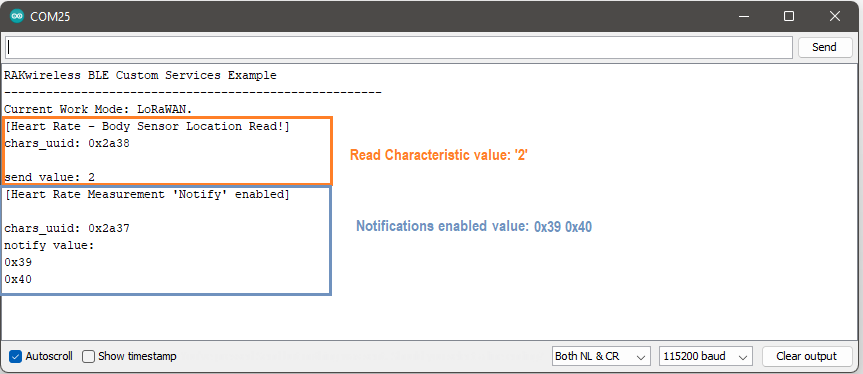 COM25
Send
RAKwireless BLE Custom Services Example
------------------------------------------------------
Current Work Mode: LoRaWAN.
[Heart Rate - Body Sensor Location Read!]
chars_uuid: 0x2a38
Read Characteristic value: '2'
send value: 2
[Heart Rate Measurement 'Notify' enabled]
chars_uuid: 0x2a37
Notifications enabled value: 0x39 0x40
notify value:
0x39
0x40
Autoscroll Show timestamp Both NL & CR 115200 baud Clear output